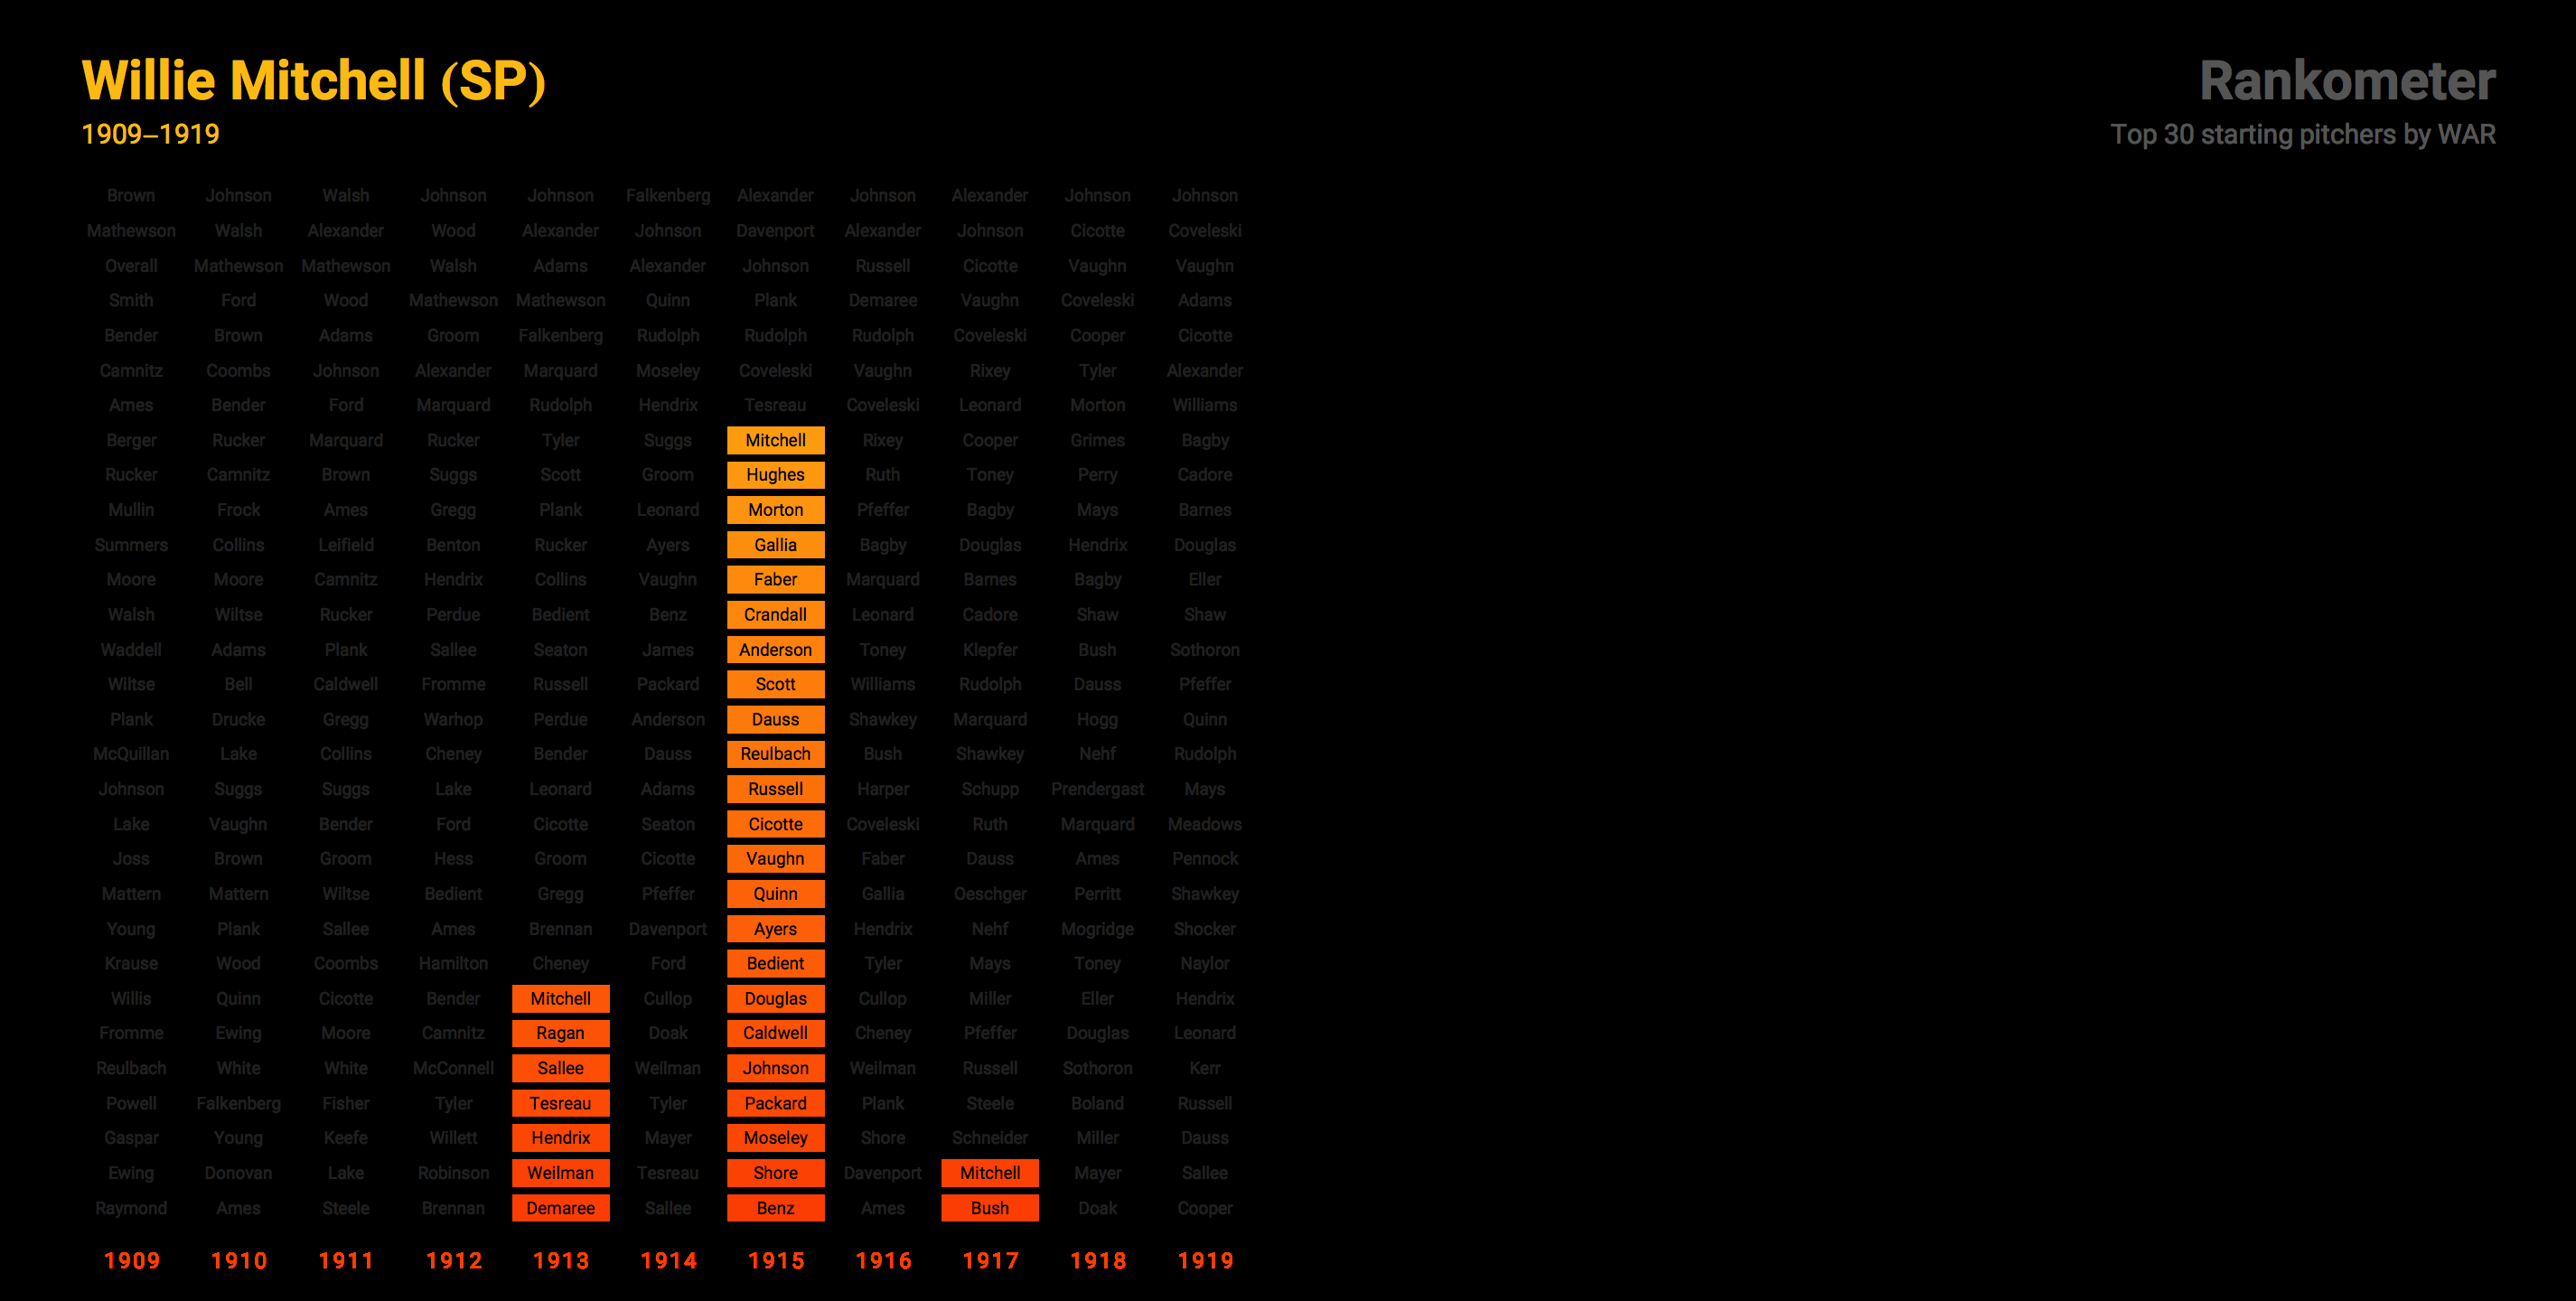 Willie Mitchell (SP)
Rankometer
1909–1919
Top 30 starting pitchers by WAR
Brown Johnson Walsh Johnson Johnson Falkenberg Alexander Johnson Alexander Johnson Johnson
Mathewson Walsh Alexander Wood Alexander Johnson Davenport Alexander Johnson Cicotte Coveleski
Overall Mathewson Mathewson Walsh Adams Alexander Johnson Russell Cicotte Vaughn Vaughn
Smith Ford Wood Mathewson Mathewson Quinn Plank Demaree Vaughn Coveleski Adams
Bender Brown Adams Groom Falkenberg Rudolph Rudolph Rudolph Coveleski Cooper Cicotte
Camnitz Coombs Johnson Alexander Marquard Moseley Coveleski Vaughn Rixey Tyler Alexander
Ames Bender Ford Marquard Rudolph Hendrix Tesreau Coveleski Leonard Morton Williams
Berger Rucker Marquard Rucker Tyler Suggs Mitchell Rixey Cooper Grimes Bagby
Rucker Camnitz Brown Suggs Scott Groom Hughes Ruth Toney Perry Cadore
Mullin Frock Ames Gregg Plank Leonard Morton Pfeffer Bagby Mays Barnes
Summers Collins Leifield Benton Rucker Ayers Gallia Bagby Douglas Hendrix Douglas
Moore Moore Camnitz Hendrix Collins Vaughn Faber Marquard Barnes Bagby Eller
Walsh Wiltse Rucker Perdue Bedient Benz Crandall Leonard Cadore Shaw Shaw
Waddell Adams Plank Sallee Seaton James Anderson Toney Klepfer Bush Sothoron
Wiltse Bell Caldwell Fromme Russell Packard Scott Williams Rudolph Dauss Pfeffer
Plank Drucke Gregg Warhop Perdue Anderson Dauss Shawkey Marquard Hogg Quinn
McQuillan Lake Collins Cheney Bender Dauss Reulbach Bush Shawkey Nehf Rudolph
Johnson Suggs Suggs Lake Leonard Adams Russell Harper Schupp Prendergast Mays
Lake Vaughn Bender Ford Cicotte Seaton Cicotte Coveleski Ruth Marquard Meadows
Joss Brown Groom Hess Groom Cicotte Vaughn Faber Dauss Ames Pennock
Mattern Mattern Wiltse Bedient Gregg Pfeffer Quinn Gallia Oeschger Perritt Shawkey
Young Plank Sallee Ames Brennan Davenport Ayers Hendrix Nehf Mogridge Shocker
Krause Wood Coombs Hamilton Cheney Ford Bedient Tyler Mays Toney Naylor
Willis Quinn Cicotte Bender Mitchell Cullop Douglas Cullop Miller Eller Hendrix
Fromme Ewing Moore Camnitz Ragan Doak Caldwell Cheney Pfeffer Douglas Leonard
Reulbach White White McConnell Sallee Weilman Johnson Weilman Russell Sothoron Kerr
Powell Falkenberg Fisher Tyler Tesreau Tyler Packard Plank Steele Boland Russell
Gaspar Young Keefe Willett Hendrix Mayer Moseley Shore Schneider Miller Dauss
Ewing Donovan Lake Robinson Weilman Tesreau Shore Davenport Mitchell Mayer Sallee
Raymond Ames Steele Brennan Demaree Sallee Benz Ames Bush Doak Cooper
1909 1910 1911 1912 1913 1914 1915 1916 1917 1918 1919